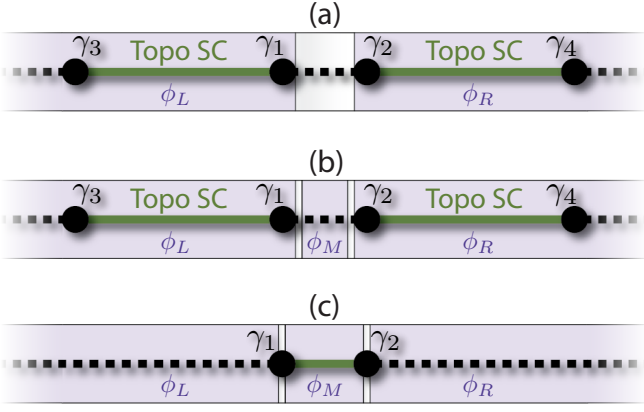 (a)
γ3 Topo SC γ1 γ2 Topo SC γ4
ϕL ϕR
(b)
γ3 Topo SC γ1 γ2 Topo SC γ4
ϕL ϕM ϕR
(c)
γ1 γ2
ϕL ϕM ϕR